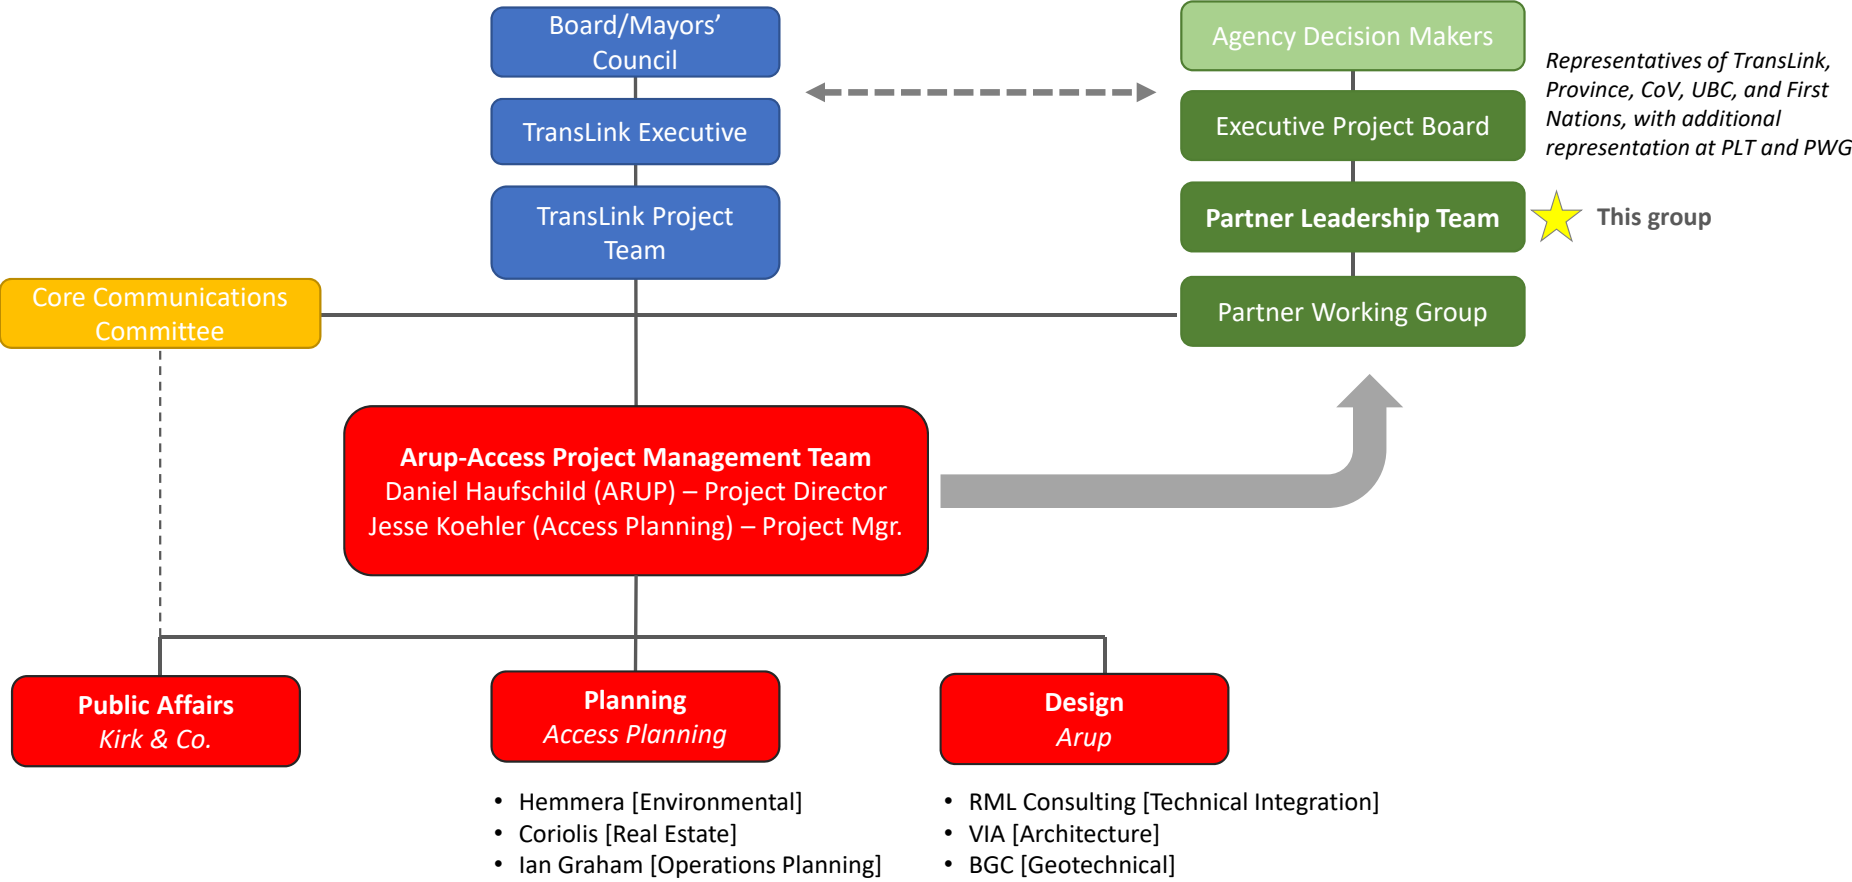 Board/Mayors’
Council
TransLink Executive
TransLink Project
Team
Agency Decision Makers
Executive Project Board
Partner Leadership Team
Partner Working Group
Representatives of TransLink,
Province, CoV, UBC, and First
Nations, with additional
representation at PLT and PWG
This group
Core Communications
Committee
Arup-Access Project Management Team
Daniel Haufschild (ARUP) – Project Director
Jesse Koehler (Access Planning) – Project Mgr.
Public Affairs
Kirk & Co.
Planning
Access Planning
• Hemmera [Environmental]
• Coriolis [Real Estate]
• Ian Graham [Operations Planning]
Design
Arup
• RML Consulting [Technical Integration]
• VIA [Architecture]
• BGC [Geotechnical]